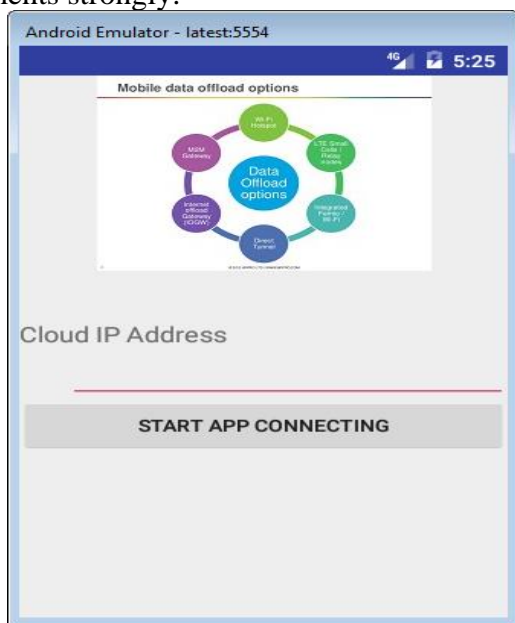 ents strongly.
Android Emulator - latest:5554
4G 5:25
Mobile data offload options
Wi-Fi
Hotspot
LTE Small
Cells /
Relay
nodes
Integrated
Femto /
Wi-Fi
Direct
Tunnel
Internet
offload
Gateway
(IOGW)
MSM
Gateway
Data
Offload
options
Cloud IP Address
START APP CONNECTING